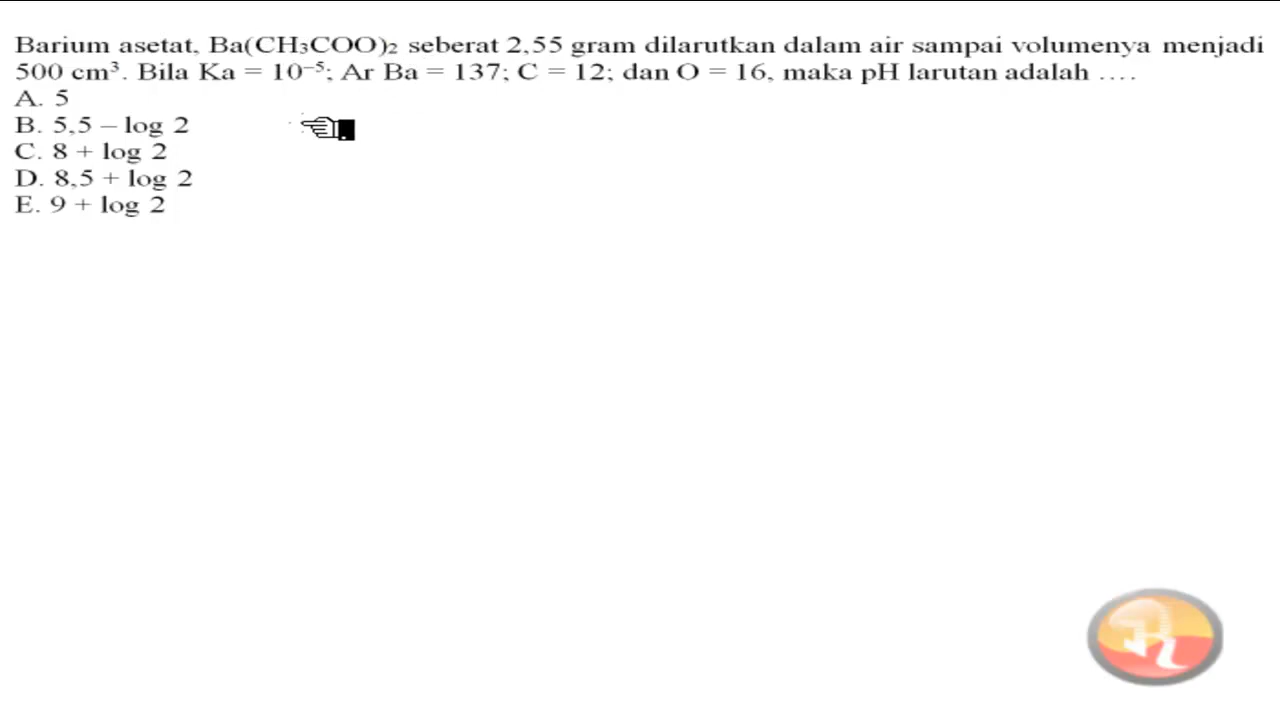 Barium asetat, Ba(CH₃COO)₂ seberat 2,55 gram dilarutkan dalam air sampai volumenya menjadi
500 cm³. Bila Ka = 10⁻⁵; Ar Ba = 137; C = 12; dan O = 16, maka pH larutan adalah ….
A. 5
B. 5,5 – log 2
C. 8 + log 2
D. 8,5 + log 2
E. 9 + log 2